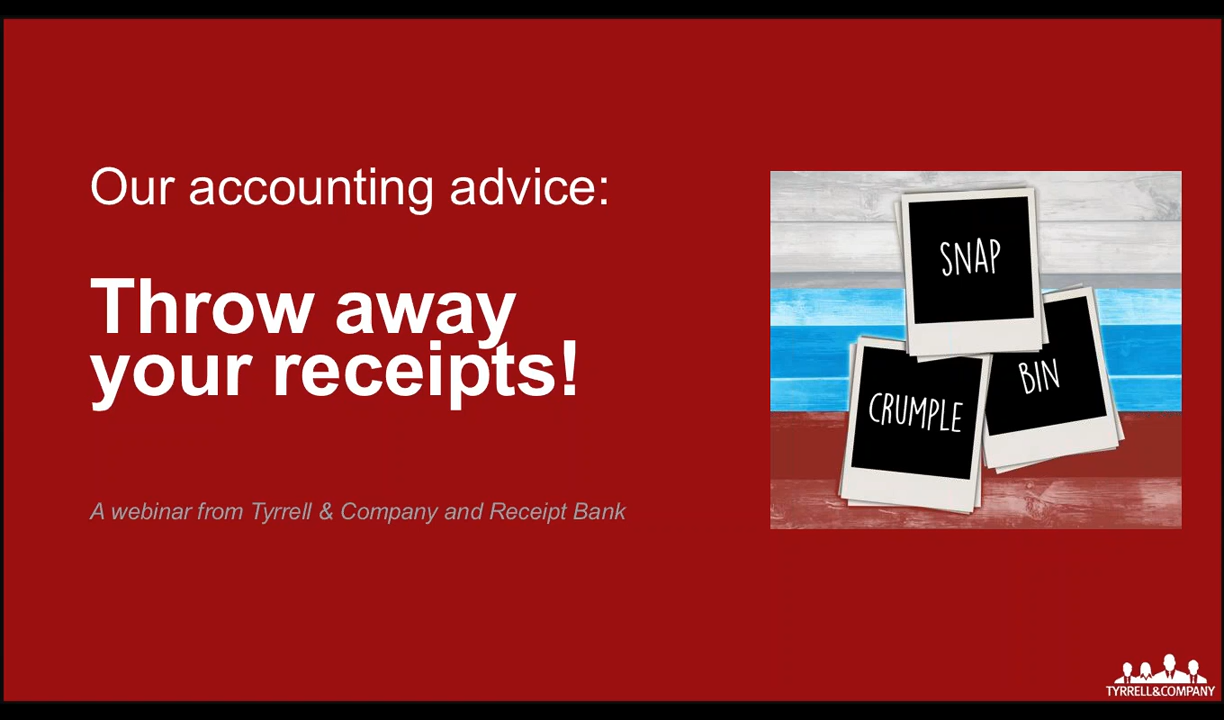 Our accounting advice:
Throw away
your receipts!
A webinar from Tyrrell & Company and Receipt Bank
SNAP
CRUMPLE
BIN
TYRRELL&COMPANY